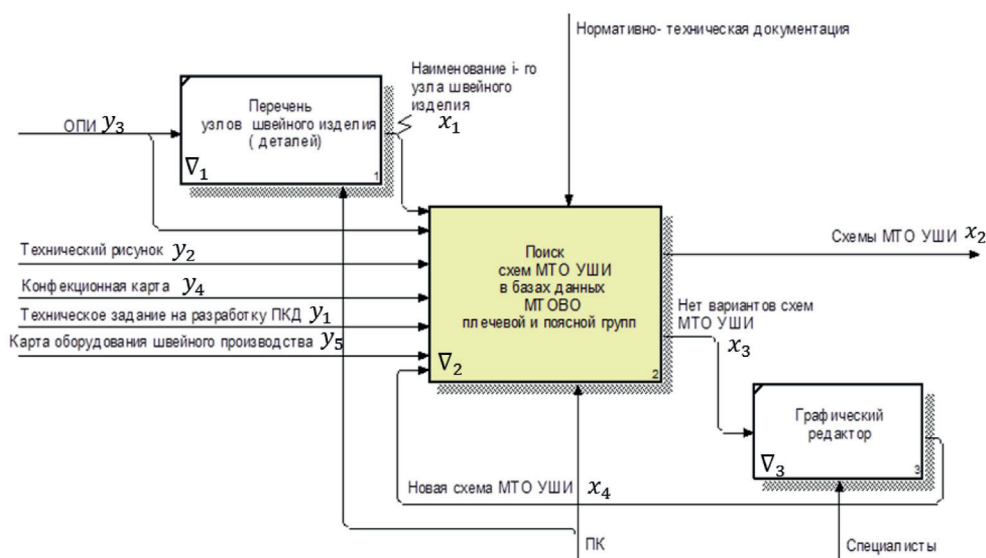 Нормативно- техническая документация
Наименование i- го
узла швейного
изделия
x₁
Перечень
узлов швейного изделия
( деталей)
∇₁
1
ОПИ y₃
Технический рисунок y₂
Конфекционная карта y₄
Техническое задание на разработку ПКД y₁
Карта оборудования швейного производства y₅
Поиск
схем МТО УШИ
в базах данных
МТОВО
плечевой и поясной групп
∇₂
2
Схемы МТО УШИ x₂
Нет вариантов схем
МТО УШИ
x₃
Графический
редактор
∇₃
3
Новая схема МТО УШИ x₄
ПК
Специалисты